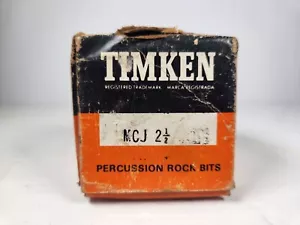 TIMKEN
REGISTERED TRADEMARK MARCA REGISTRADA
MCJ 2½
PERCUSSION ROCK BITS